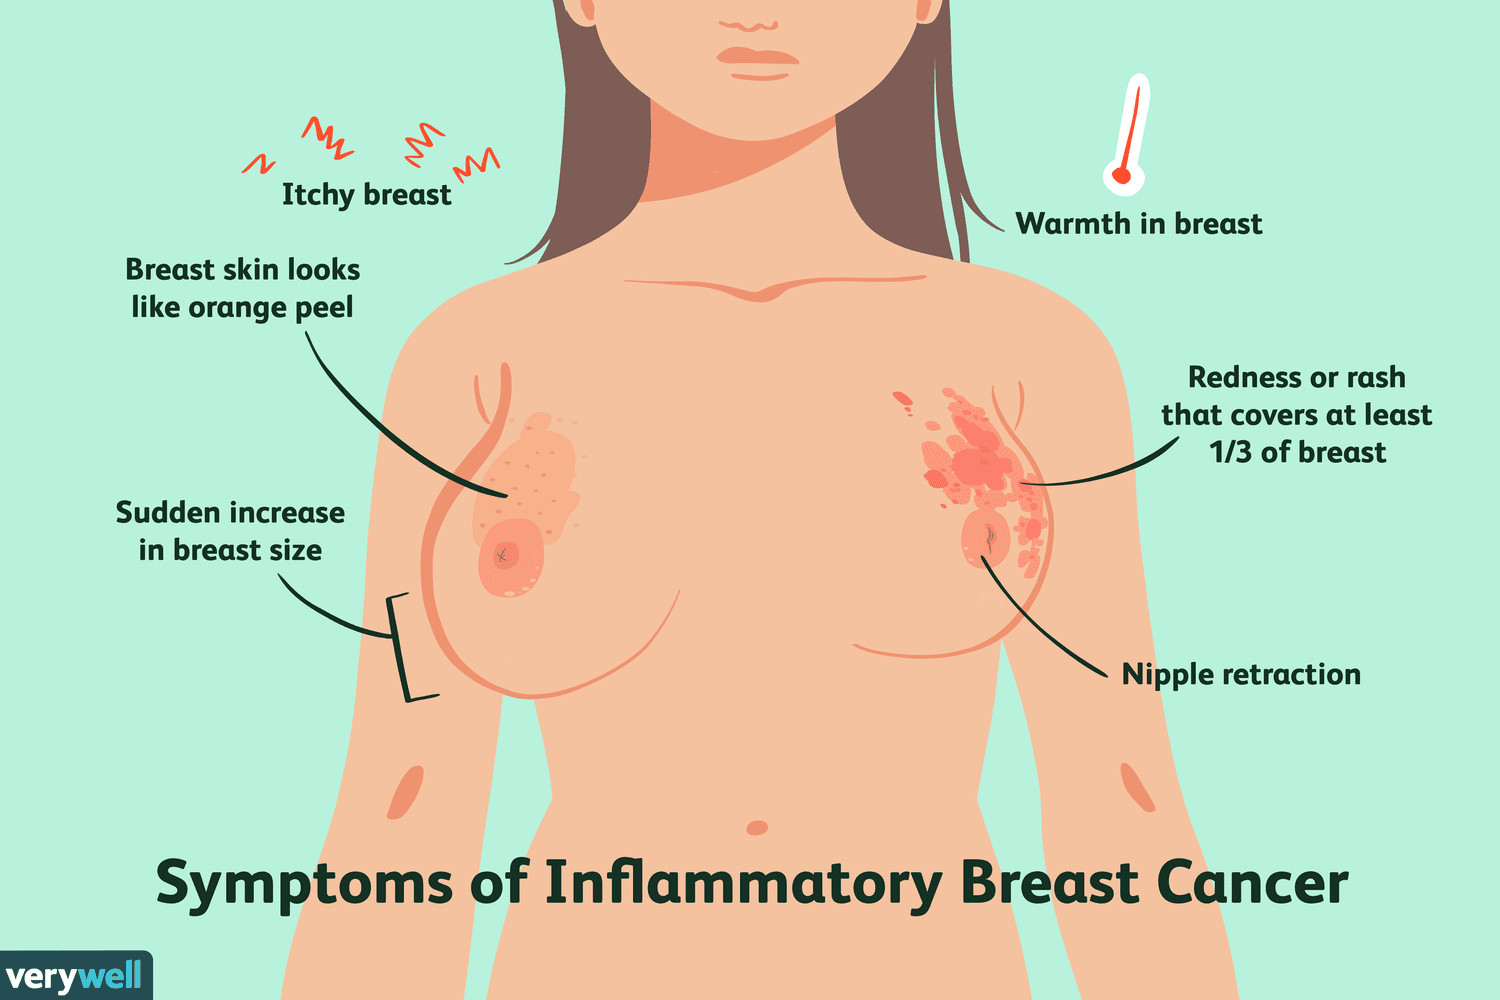 Itchy breast
Warmth in breast
Breast skin looks
like orange peel
Redness or rash
that covers at least
1/3 of breast
Sudden increase
in breast size
Nipple retraction
Symptoms of Inflammatory Breast Cancer
verywell